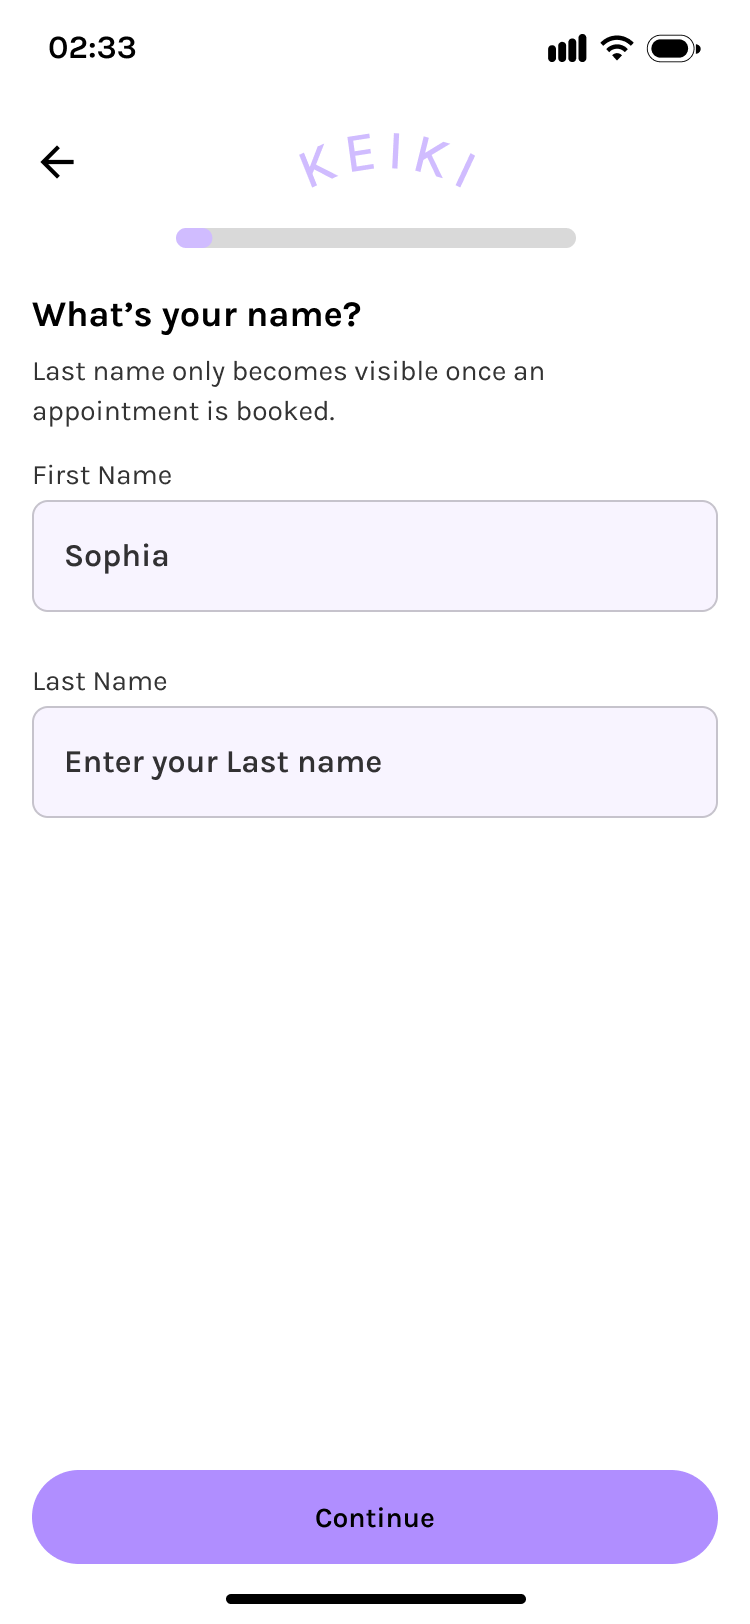 02:33
KEIKI
What’s your name?
Last name only becomes visible once an
appointment is booked.
First Name
Sophia
Last Name
Enter your Last name
Continue